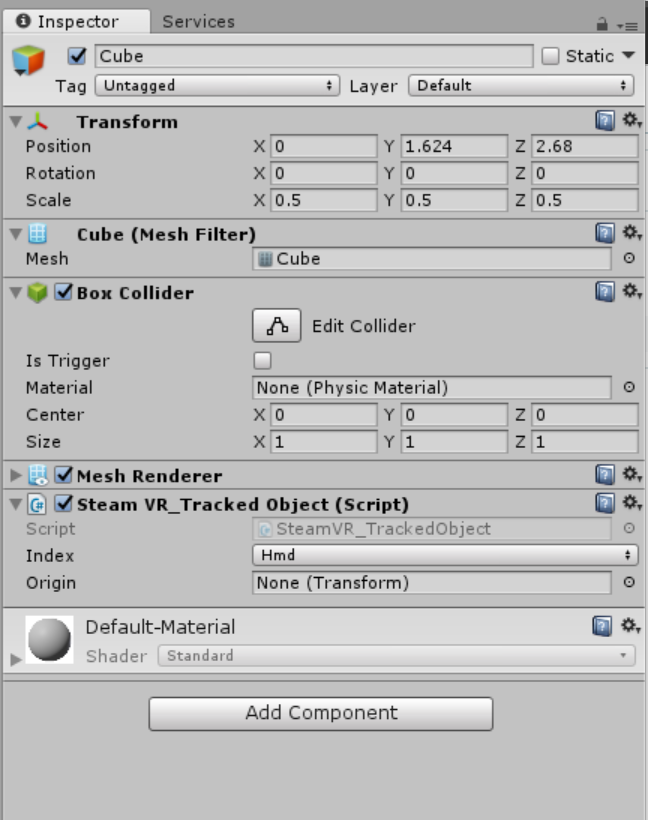 Inspector Services
Cube Static
Tag Untagged Layer Default
Transform
Position X 0 Y 1.624 Z 2.68
Rotation X 0 Y 0 Z 0
Scale X 0.5 Y 0.5 Z 0.5
Cube (Mesh Filter)
Mesh Cube
Box Collider
Edit Collider
Is Trigger
Material None (Physic Material)
Center X 0 Y 0 Z 0
Size X 1 Y 1 Z 1
Mesh Renderer
Steam VR_Tracked Object (Script)
Script SteamVR_TrackedObject
Index Hmd
Origin None (Transform)
Default-Material
Shader Standard
Add Component